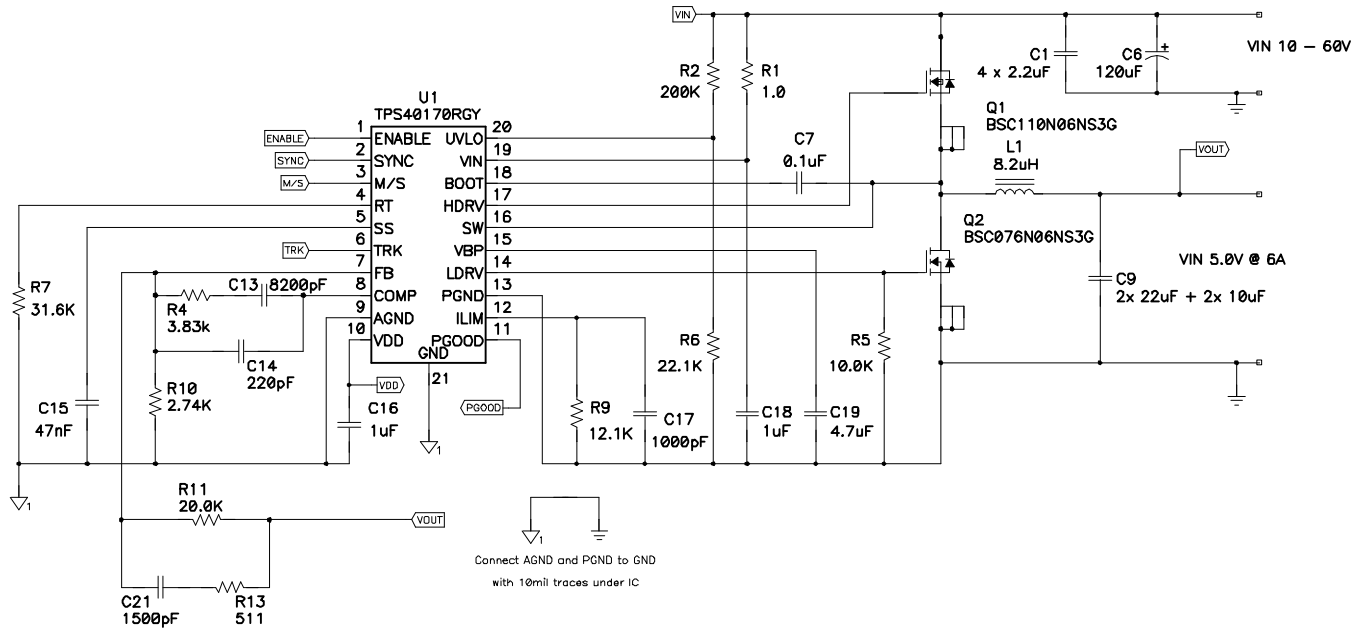 VIN
VIN 10 – 60V
C1
4 x 2.2uF
C6
120uF
+
R2
200K
R1
1.0
Q1
BSC110N06NS3G
U1
TPS40170RGY
ENABLE
1
ENABLE
UVLO
20
SYNC
2
SYNC
VIN
19
M/S
3
M/S
BOOT
18
4
RT
HDRV
17
5
SS
SW
16
TRK
6
TRK
VBP
15
7
FB
LDRV
14
8
COMP
PGND
13
9
AGND
ILIM
12
10
VDD
PGOOD
11
GND
21
C7
0.1uF
L1
8.2uH
VOUT
Q2
BSC076N06NS3G
VIN 5.0V @ 6A
C9
2x 22uF + 2x 10uF
R7
31.6K
C13
8200pF
R4
3.83k
C14
220pF
R10
2.74K
C15
47nF
VDD
C16
1uF
PGOOD
R9
12.1K
C17
1000pF
R6
22.1K
C18
1uF
C19
4.7uF
R5
10.0K
1
1
R11
20.0K
VOUT
C21
1500pF
R13
511
1
Connect AGND and PGND to GND
with 10mil traces under IC